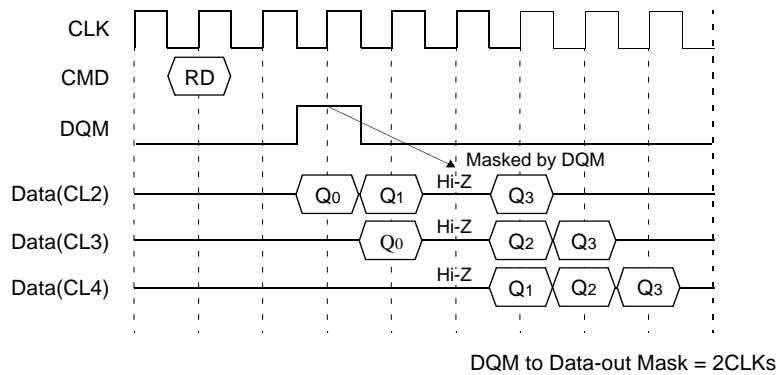 CLK
CMD RD
DQM
Masked by DQM
Data(CL2) Q0 Q1 Hi-Z Q3
Data(CL3) Q0 Hi-Z Q2 Q3
Data(CL4) Hi-Z Q1 Q2 Q3
DQM to Data-out Mask = 2CLKs